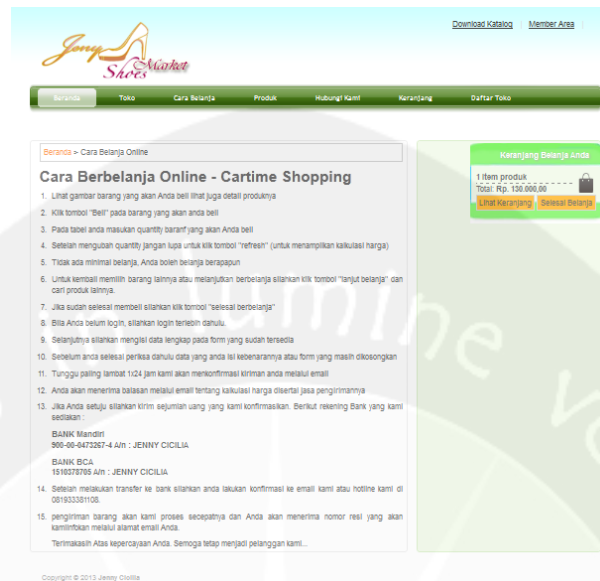 Download Katalog | Member Area |
Jony
Shoes Market
Beranda Toko Cara Belanja Produk Hubungi Kami Keranjang Daftar Toko
Beranda > Cara Belanja Online
Cara Berbelanja Online - Cartime Shopping
1. Lihat gambar barang yang akan Anda beli lihat juga detail produknya
2. Klik tombol "Beli" pada barang yang akan anda beli
3. Pada tabel anda masukan quantity baranf yang akan Anda beli
4. Setelah mengubah quantity jangan lupa untuk klik tombol "refresh" (untuk menampilkan kalkulasi harga)
5. Tidak ada minimal belanja, Anda boleh belanja berapapun
6. Untuk kembali memilih barang lainnya atau melanjutkan berbelanja silahkan klik tombol "lanjut belanja" dan
cari produk lainnya.
7. Jika sudah selesai membeli silahkan klik tombol "selesai berbelanja"
8. Bila Anda belum login, silahkan login terlebih dahulu.
9. Selanjutnya silahkan mengisi data lengkap pada form yang sudah tersedia
10. Sebelum anda selesai periksa dahulu data yang anda isi kebenarannya atau form yang masih dikosongkan
11. Tunggu paling lambat 1x24 jam kami akan menkonfirmasi kiriman anda melalui email
12. Anda akan menerima balasan melalui email tentang kalkulasi harga disertai jasa pengirimannya
13. Jika Anda setuju silahkan kirim sejumlah uang yang kami konfirmasikan. Berikut rekening Bank yang kami
sediakan :
BANK Mandiri
900-00-0473267-4 A/n : JENNY CICILIA
BANK BCA
1510378705 A/n : JENNY CICILIA
14. Setelah melakukan transfer ke bank silahkan anda lakukan konfirmasi ke email kami atau hotline kami di
081933381108.
15. pengiriman barang akan kami proses secepatnya dan Anda akan menerima nomor resi yang akan
kamiinfokan melalui alamat email Anda.
Terimakasih Atas kepercayaan Anda. Semoga tetap menjadi pelanggan kami...
Keranjang Belanja Anda
1 item produk
Total: Rp. 130.000,00
Lihat Keranjang Selesai Belanja
in lumine
Copyright © 2013 Jenny Cicilia